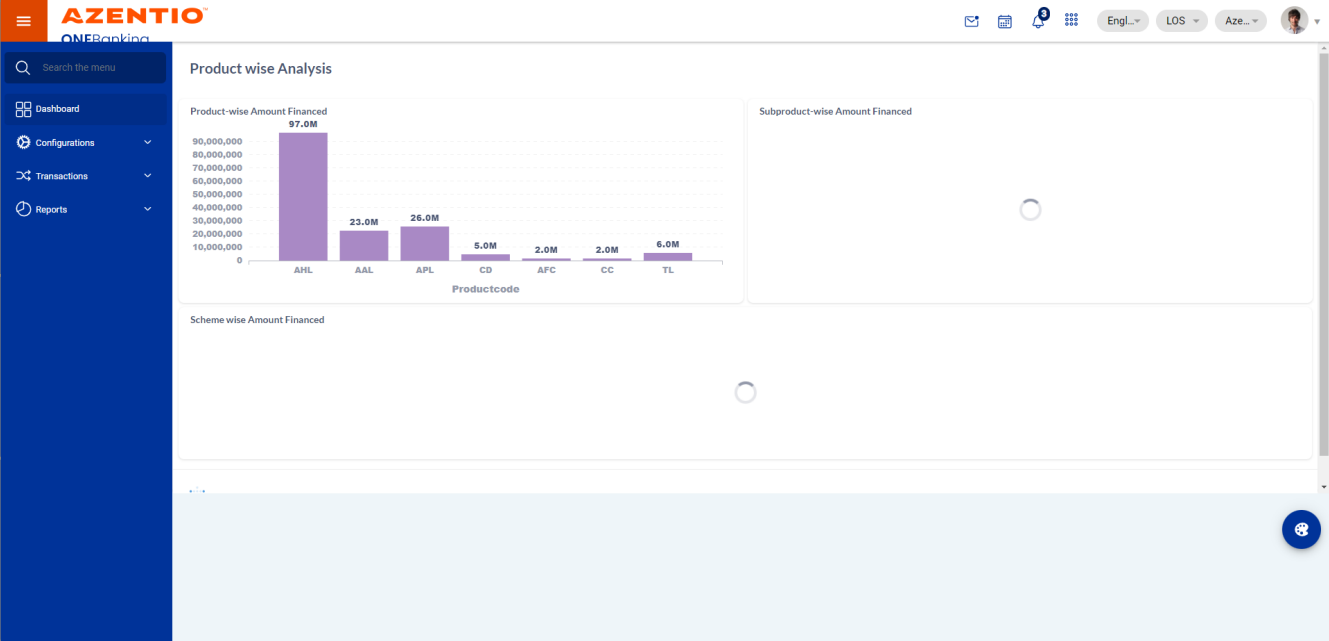 AZENTIO™
ONEBanking
3
Engl...
LOS
Aze...
Search the menu
Dashboard
Configurations
Transactions
Reports
Product wise Analysis
Product-wise Amount Financed
97.0M
90,000,000
80,000,000
70,000,000
60,000,000
50,000,000
40,000,000
30,000,000
20,000,000
10,000,000
0
23.0M
26.0M
5.0M
2.0M
2.0M
6.0M
AHL AAL APL CD AFC CC TL
Productcode
Subproduct-wise Amount Financed
Scheme wise Amount Financed